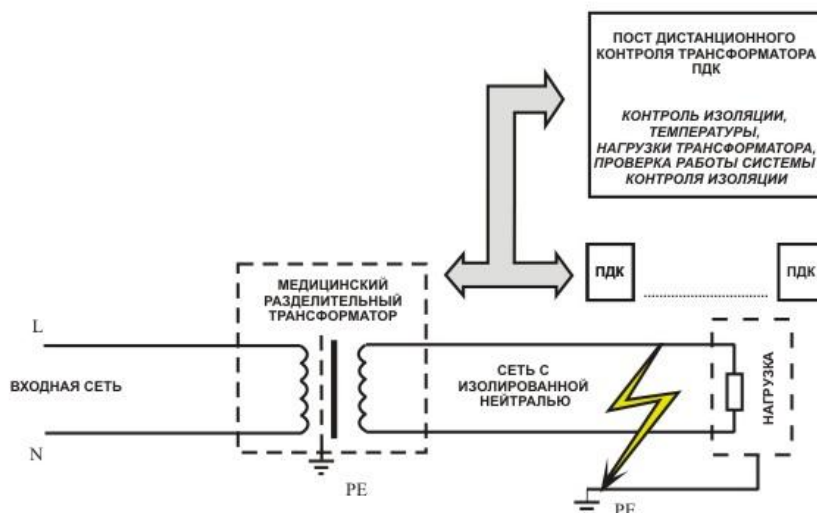 ПОСТ ДИСТАНЦИОННОГО
КОНТРОЛЯ ТРАНСФОРМАТОРА
ПДК
КОНТРОЛЬ ИЗОЛЯЦИИ,
ТЕМПЕРАТУРЫ,
НАГРУЗКИ ТРАНСФОРМАТОРА,
ПРОВЕРКА РАБОТЫ СИСТЕМЫ
КОНТРОЛЯ ИЗОЛЯЦИИ
ПДК
ПДК
МЕДИЦИНСКИЙ
РАЗДЕЛИТЕЛЬНЫЙ
ТРАНСФОРМАТОР
L
ВХОДНАЯ СЕТЬ
N
СЕТЬ С
ИЗОЛИРОВАННОЙ
НЕЙТРАЛЬЮ
НАГРУЗКА
PE
PE